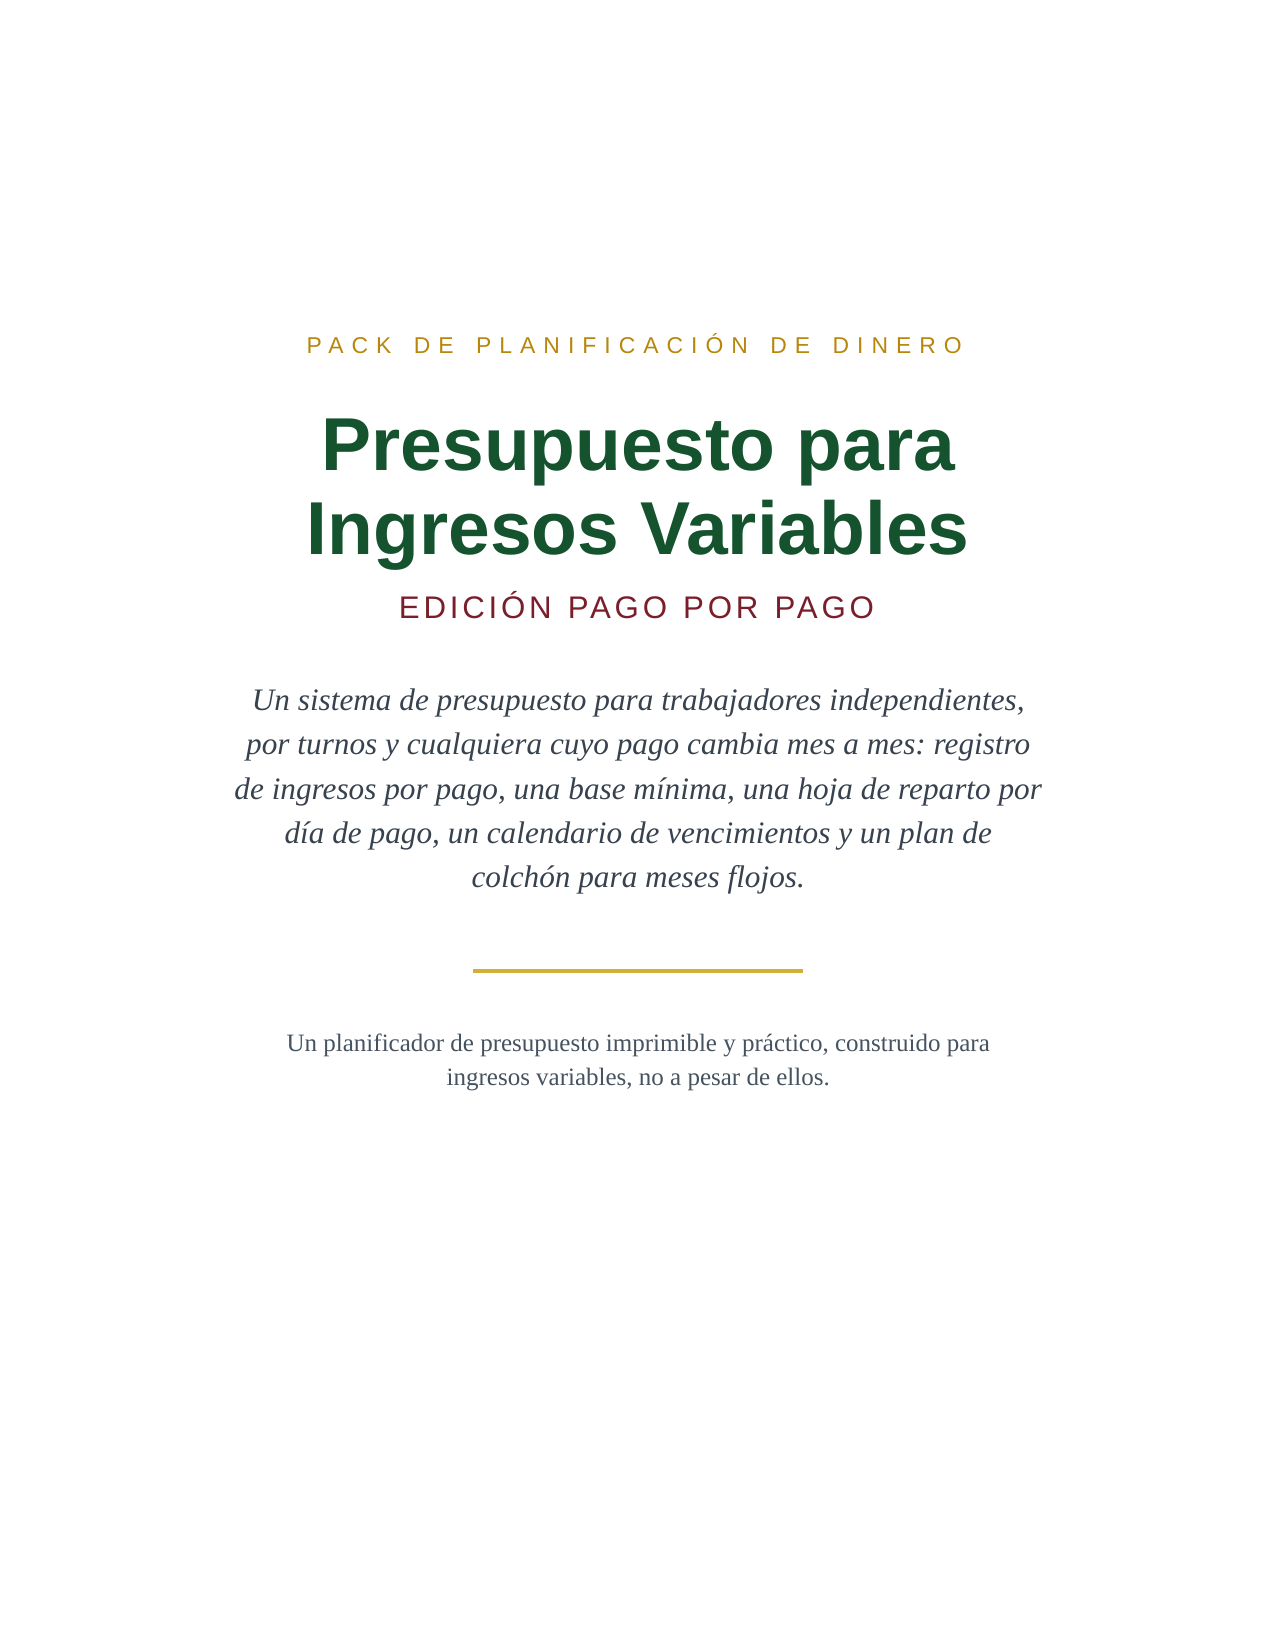 PACK DE PLANIFICACIÓN DE DINERO
Presupuesto para
Ingresos Variables
EDICIÓN PAGO POR PAGO
Un sistema de presupuesto para trabajadores independientes,
por turnos y cualquiera cuyo pago cambia mes a mes: registro
de ingresos por pago, una base mínima, una hoja de reparto por
día de pago, un calendario de vencimientos y un plan de
colchón para meses flojos.
Un planificador de presupuesto imprimible y práctico, construido para
ingresos variables, no a pesar de ellos.